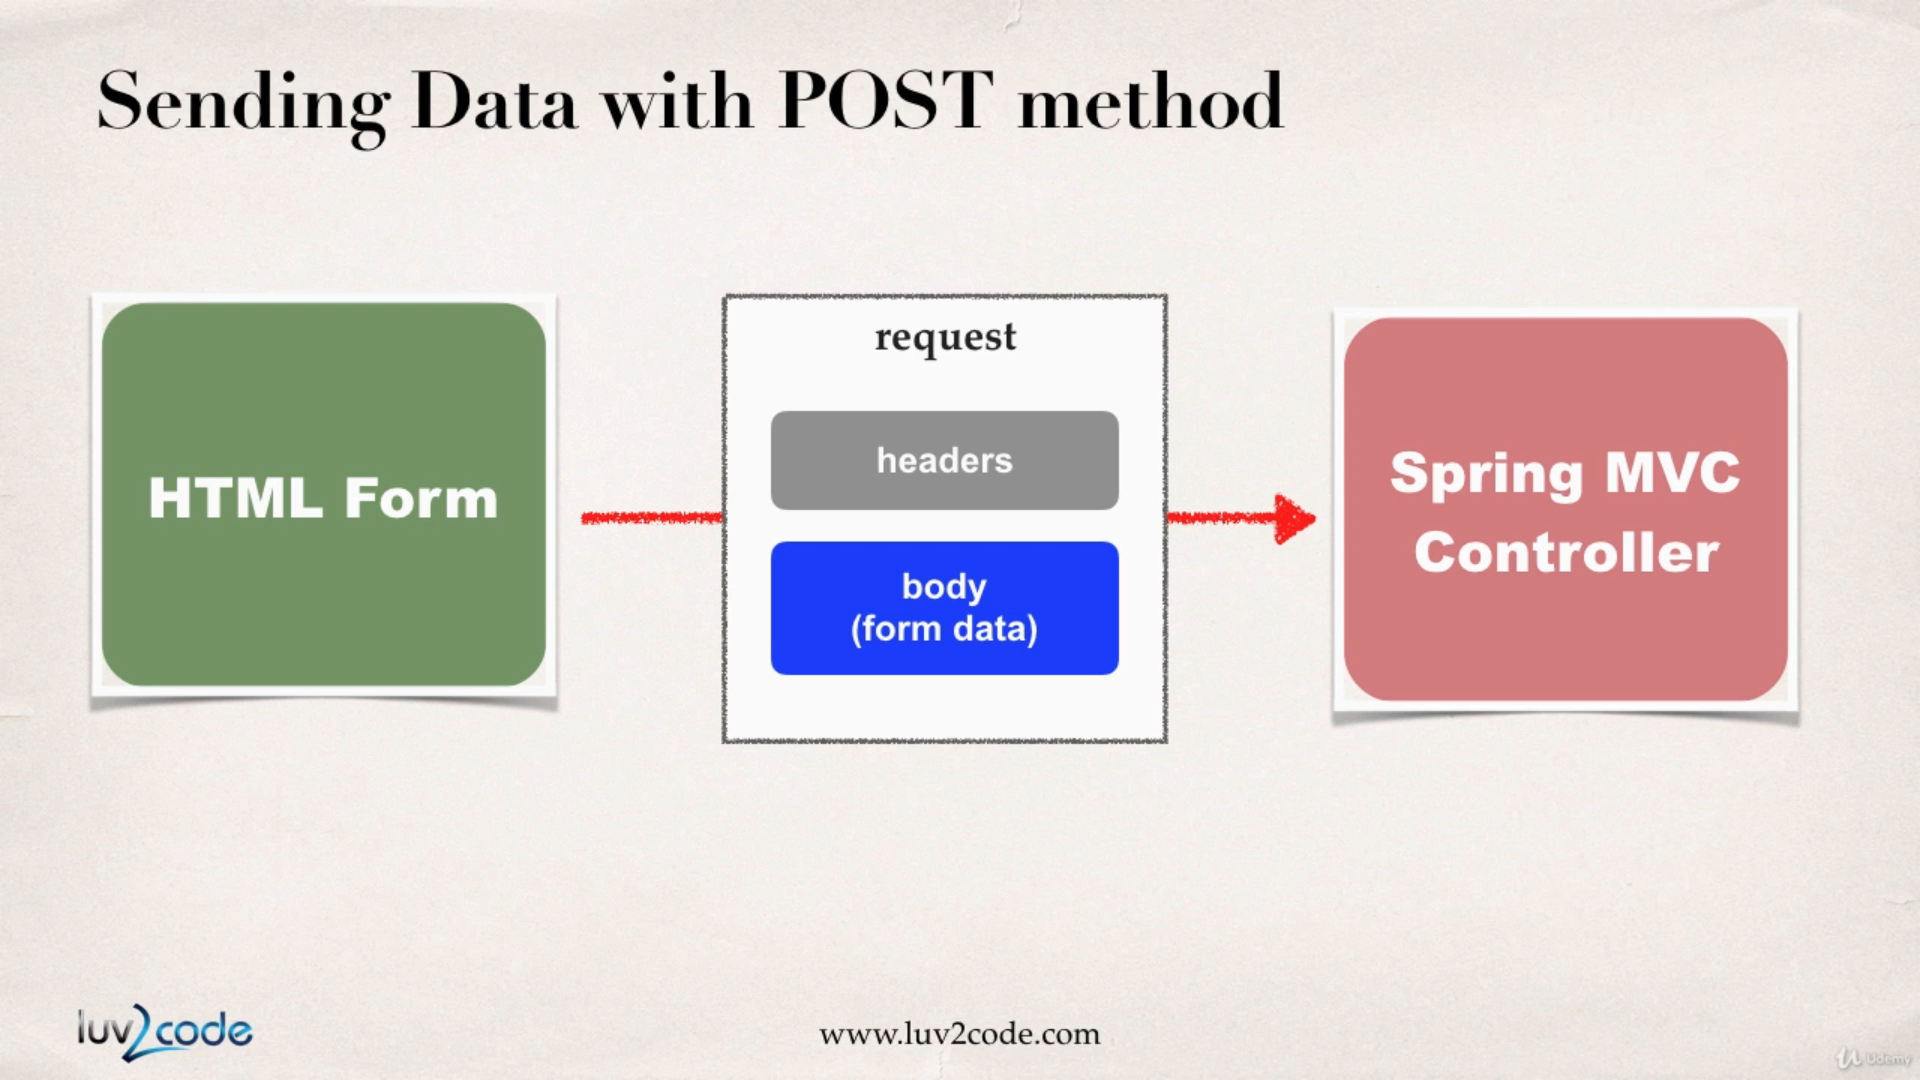 Sending Data with POST method
HTML Form
request
headers
body
(form data)
Spring MVC
Controller
luv2code
www.luv2code.com
Udemy